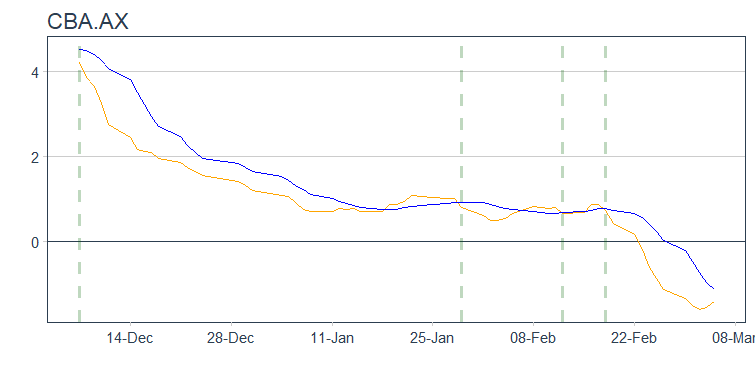 CBA.AX
4
2
0
14-Dec
28-Dec
11-Jan
25-Jan
08-Feb
22-Feb
08-Mar